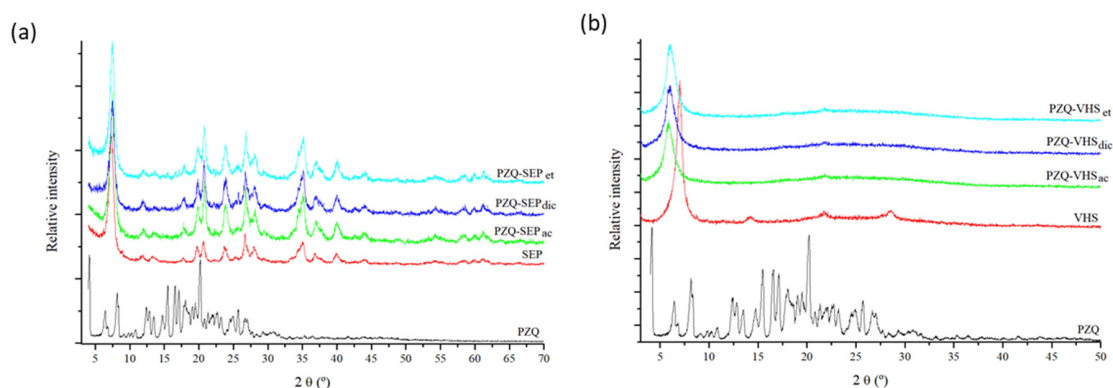 (a)
Relative intensity
PZQ-SEP et
PZQ-SEPdic
PZQ-SEP ac
SEP
PZQ
5 10 15 20 25 30 35 40 45 50 55 60 65 70
2 θ (º)
(b)
Relative intensity
PZQ-VHS et
PZQ-VHSdic
PZQ-VHSac
VHS
PZQ
5 10 15 20 25 30 35 40 45 50
2 θ (º)